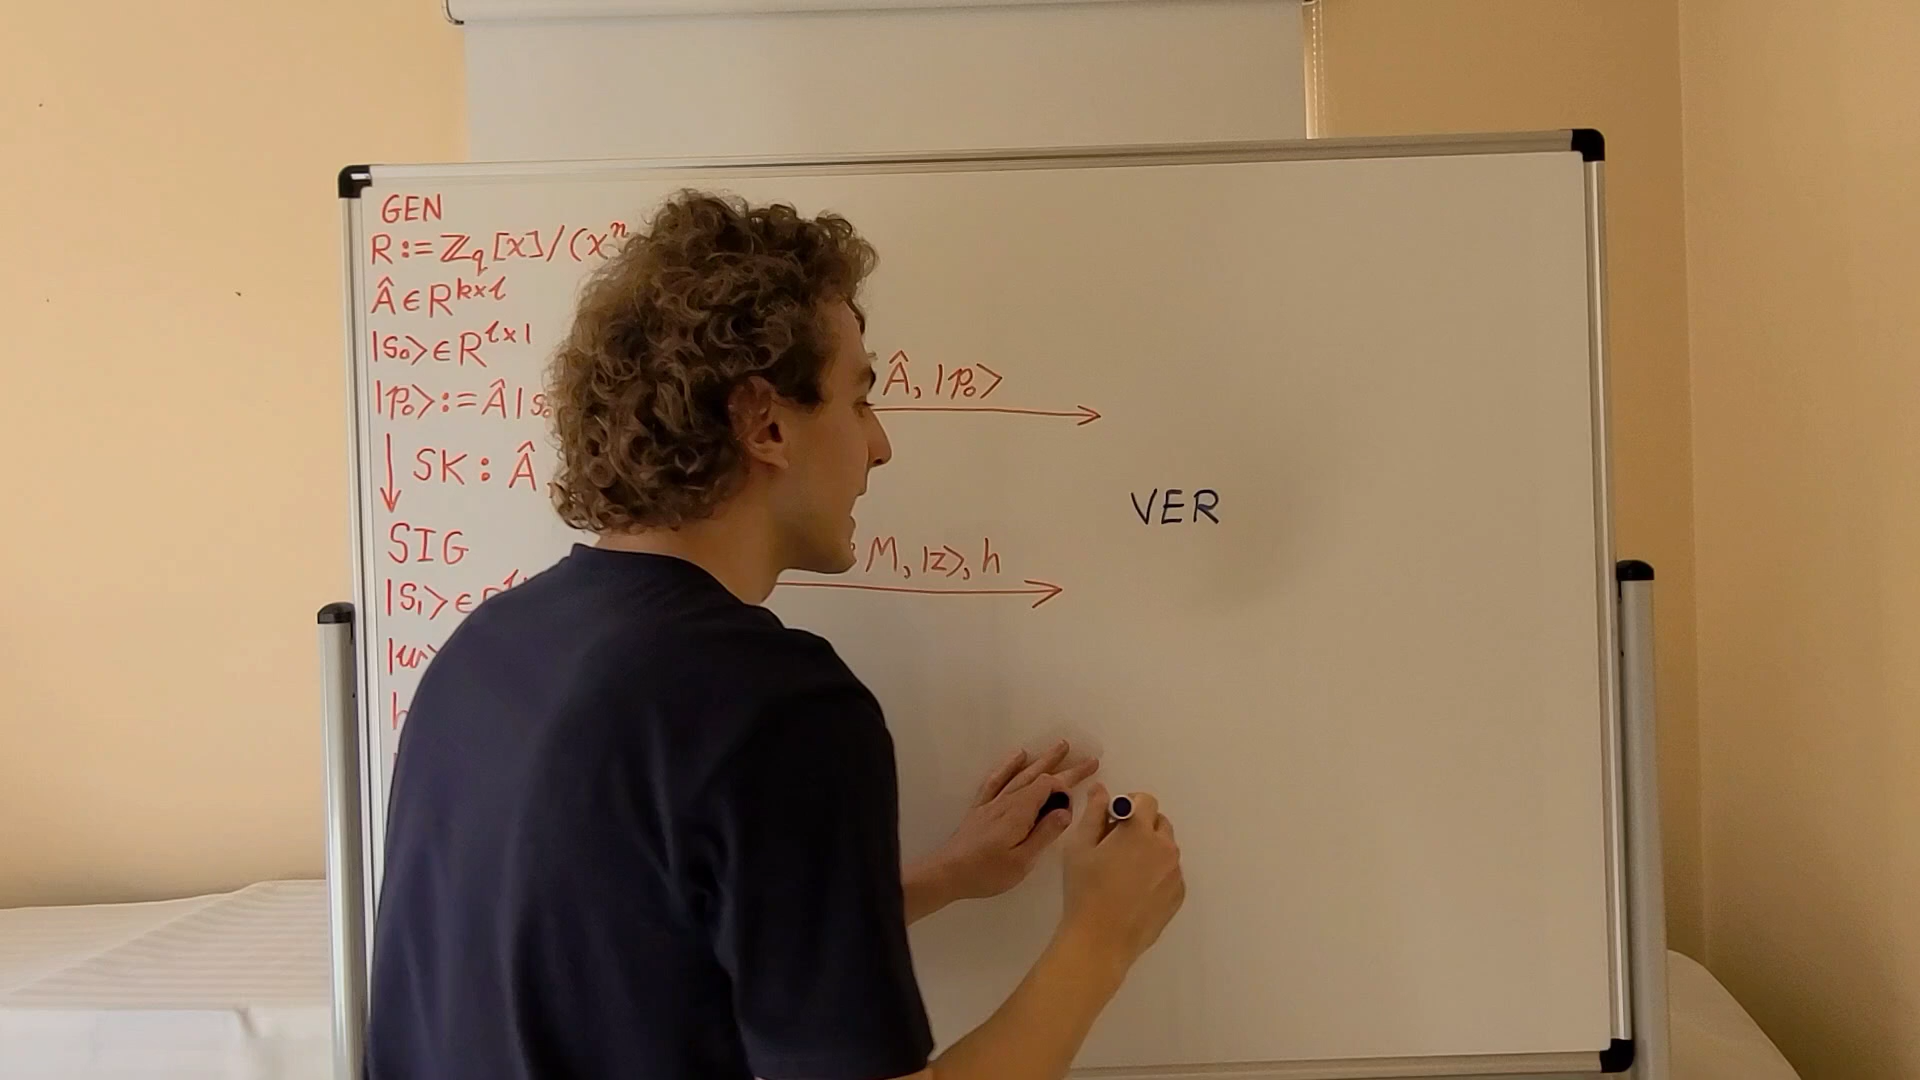 GEN
R := ℤq[x]/(xⁿ
Â ∈ R^{k×l}
|s₀⟩ ∈ R^{l×1}
|p₀⟩ := Â|s₀
Â, |p₀⟩
SK : Â,
VER
SIG
M, |z⟩, h
|s₁⟩ ∈
|w⟩
h